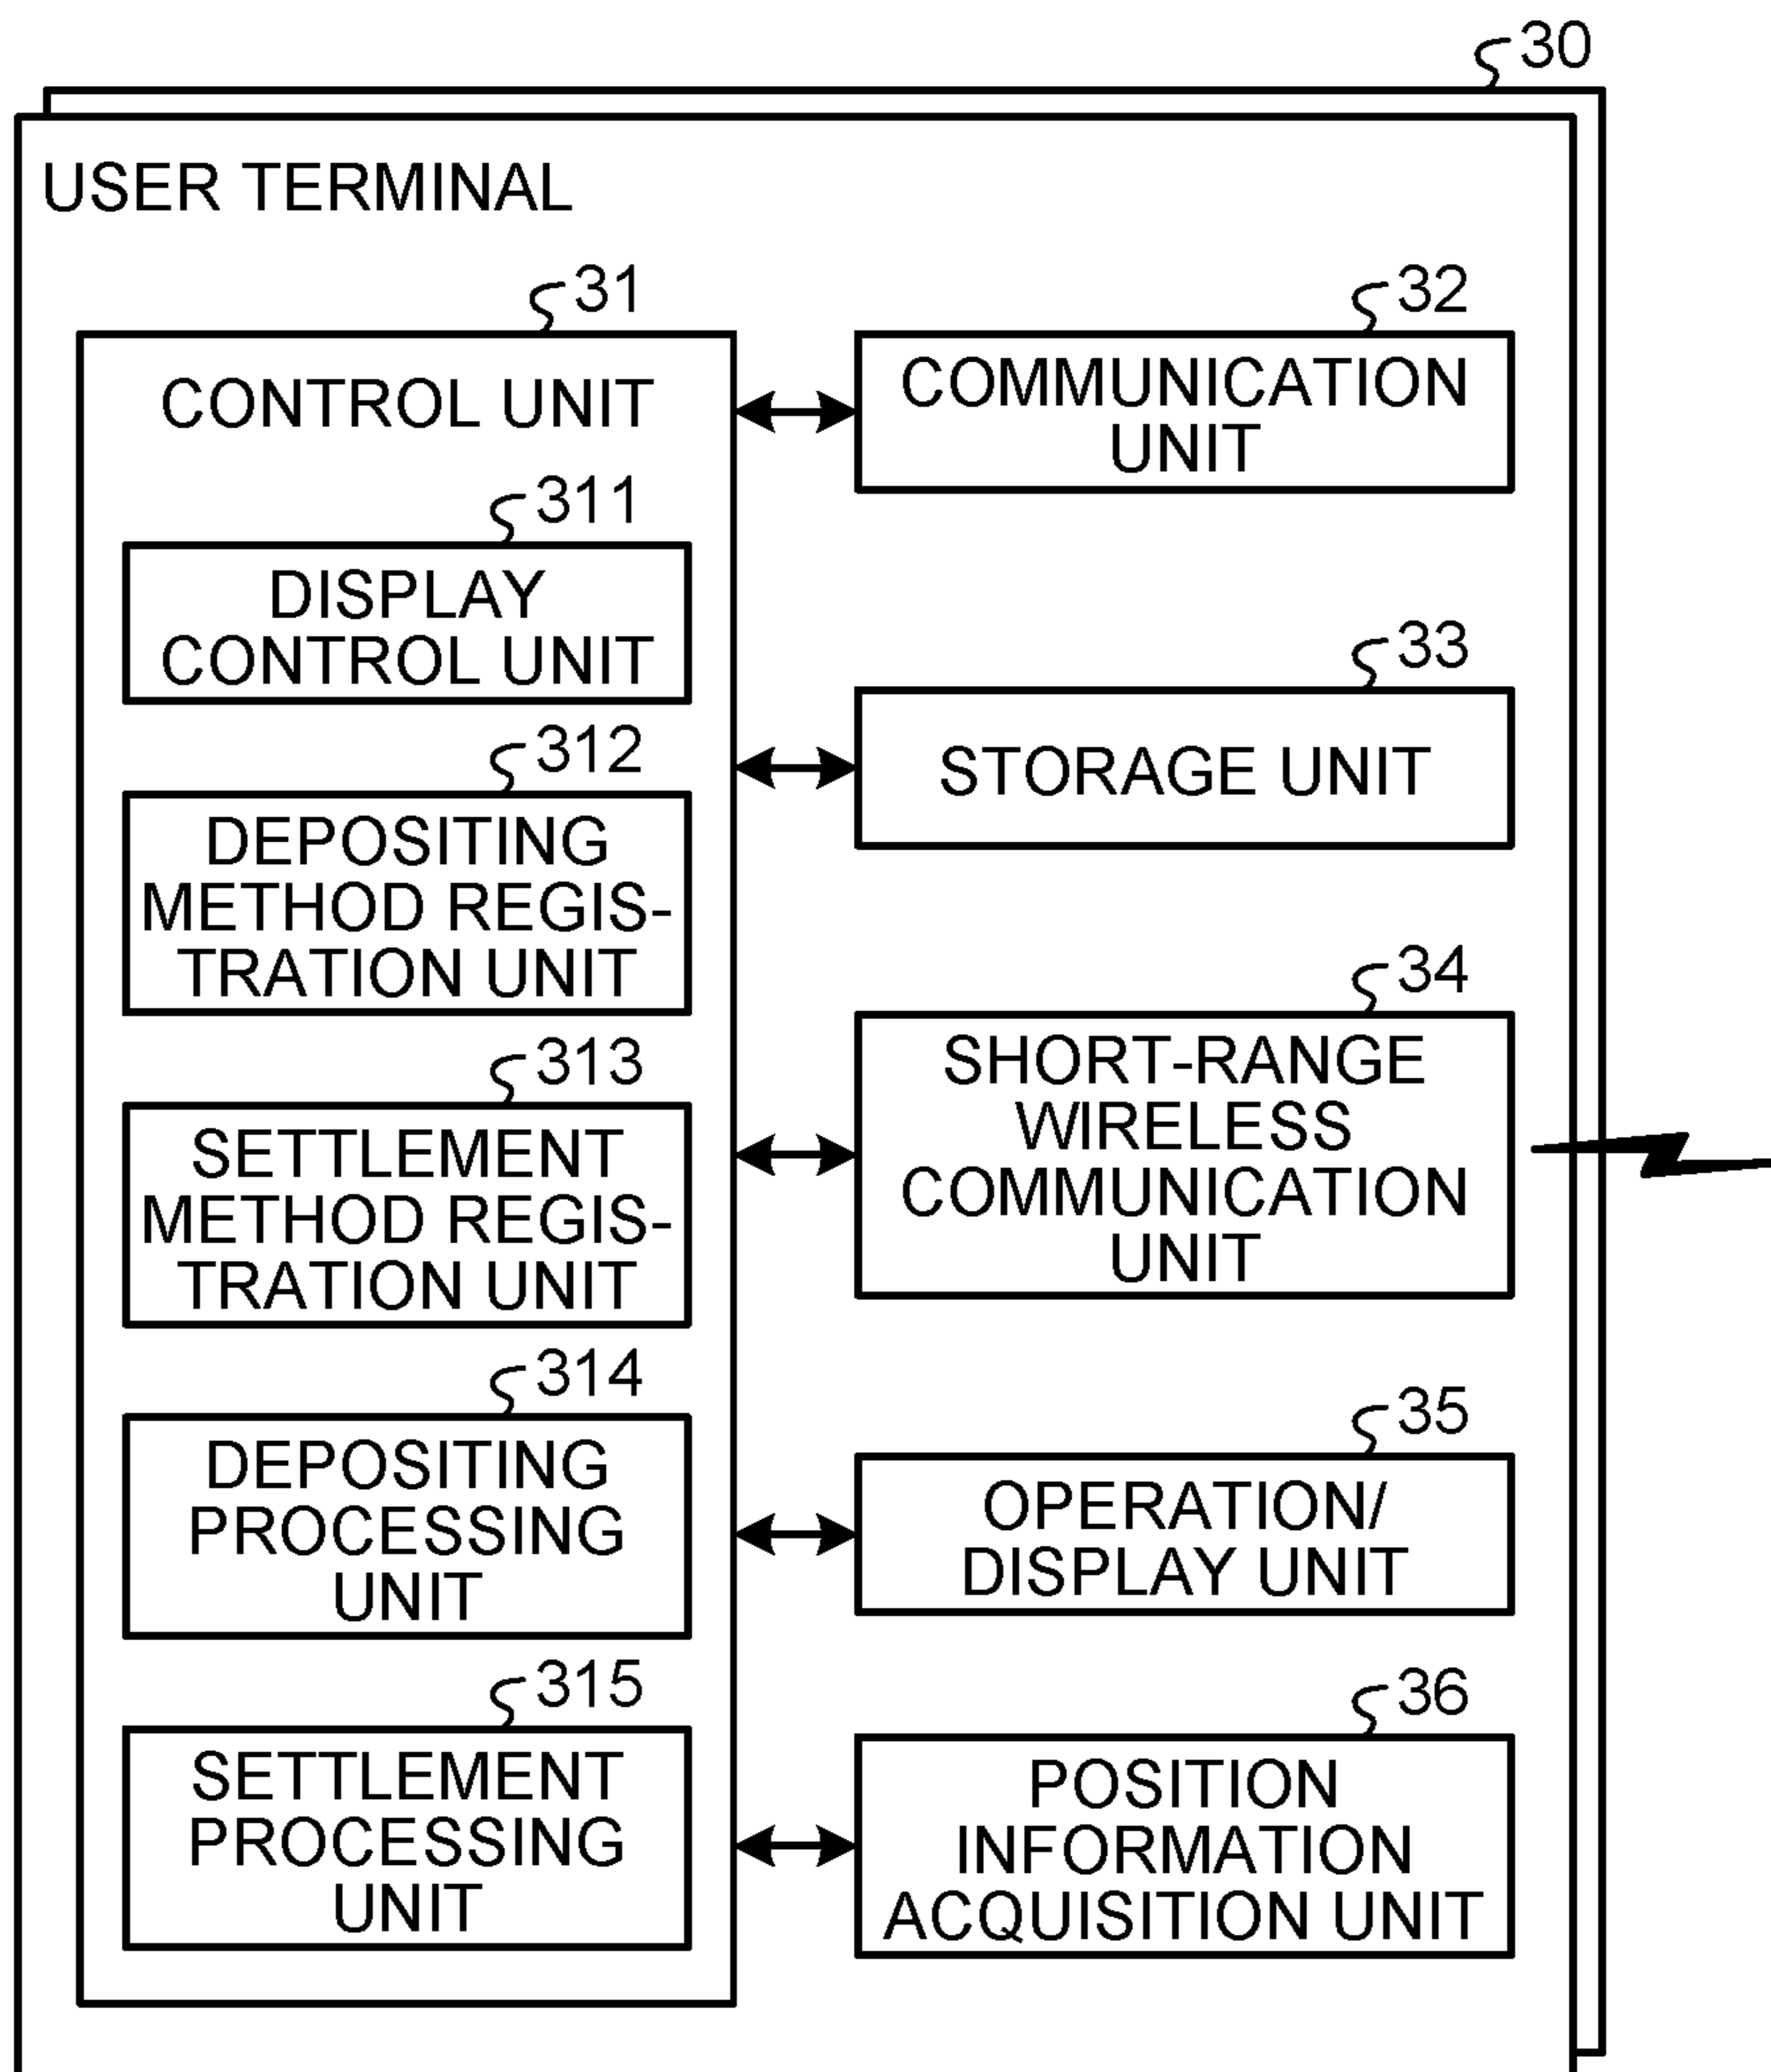 30
USER TERMINAL
31
CONTROL UNIT
311
DISPLAY
CONTROL UNIT
312
DEPOSITING
METHOD REGIS-
TRATION UNIT
313
SETTLEMENT
METHOD REGIS-
TRATION UNIT
314
DEPOSITING
PROCESSING
UNIT
315
SETTLEMENT
PROCESSING
UNIT
32
COMMUNICATION
UNIT
33
STORAGE UNIT
34
SHORT-RANGE
WIRELESS
COMMUNICATION
UNIT
35
OPERATION/
DISPLAY UNIT
36
POSITION
INFORMATION
ACQUISITION UNIT